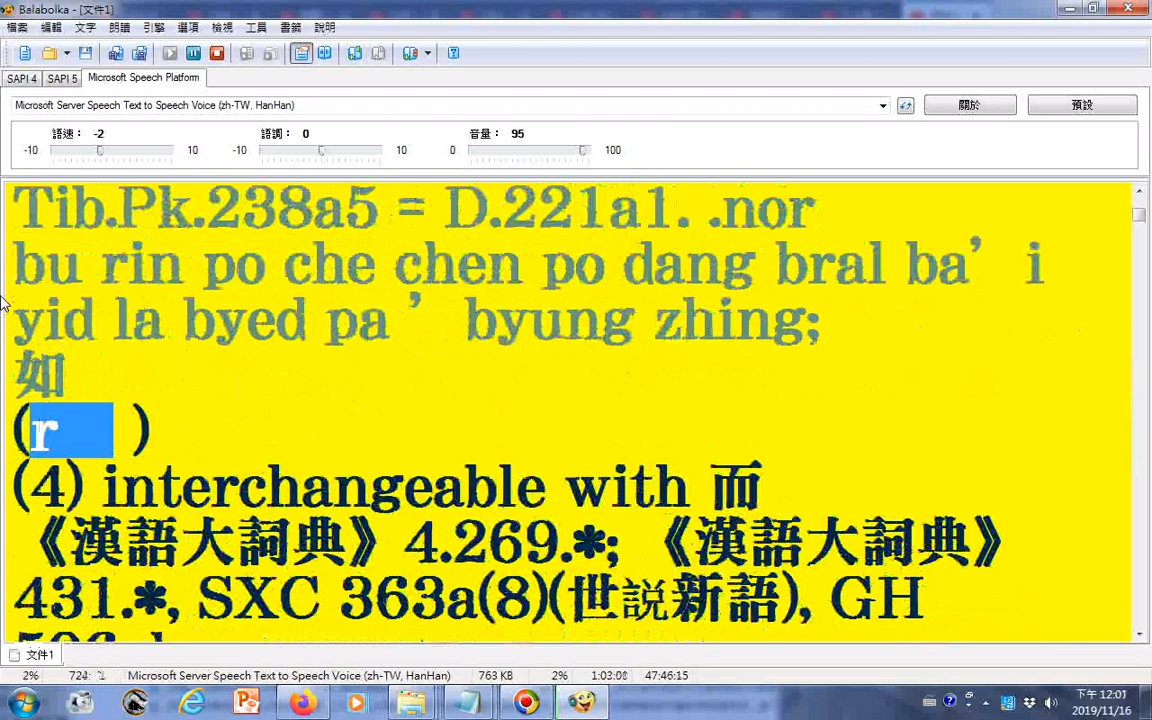 Balabolka - [文件1]
檔案 編輯 文字 朗讀 引擎 選項 檢視 工具 書籤 說明
SAPI 4 SAPI 5 Microsoft Speech Platform
Microsoft Server Speech Text to Speech Voice (zh-TW, HanHan) 關於 預設
語速： -2 語調： 0 音量： 95
-10 10 -10 10 0 100
Tib.Pk.238a5 = D.221a1. .nor
bu rin po che chen po dang bral ba’i
yid la byed pa ’byung zhing;
如
(r )
(4) interchangeable with 而
《漢語大詞典》4.269.*; 《漢語大詞典》
431.*, SXC 363a(8)(世説新語), GH
文件1
2% Microsoft Server Speech Text to Speech Voice (zh-TW, HanHan) 763 KB 2% 47:46:15
下午 12:01
2019/11/16